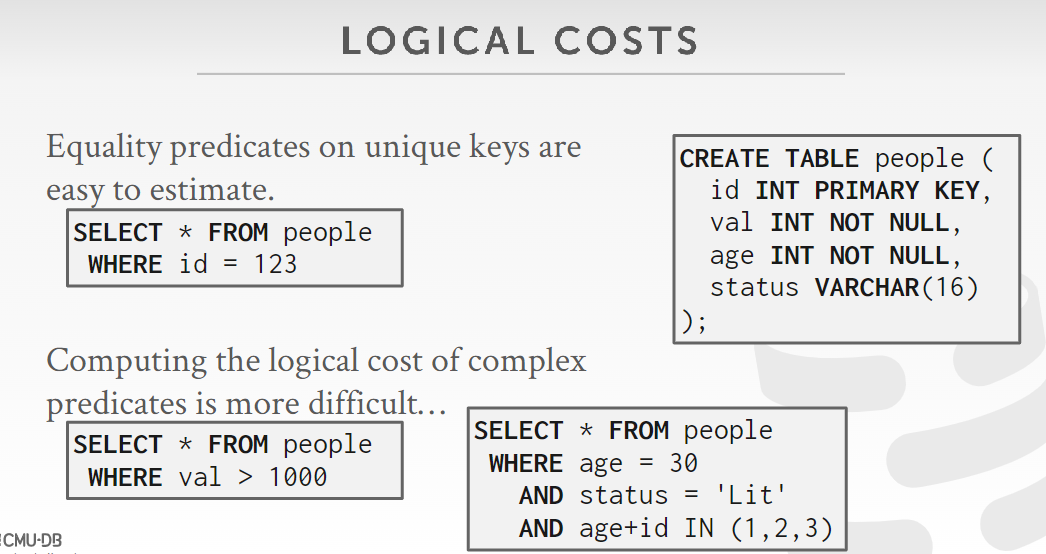 LOGICAL COSTS
Equality predicates on unique keys are
easy to estimate.
SELECT * FROM people
WHERE id = 123
CREATE TABLE people (
id INT PRIMARY KEY,
val INT NOT NULL,
age INT NOT NULL,
status VARCHAR(16)
);
Computing the logical cost of complex
predicates is more difficult…
SELECT * FROM people
WHERE val > 1000
SELECT * FROM people
WHERE age = 30
AND status = 'Lit'
AND age+id IN (1,2,3)
CMU·DB